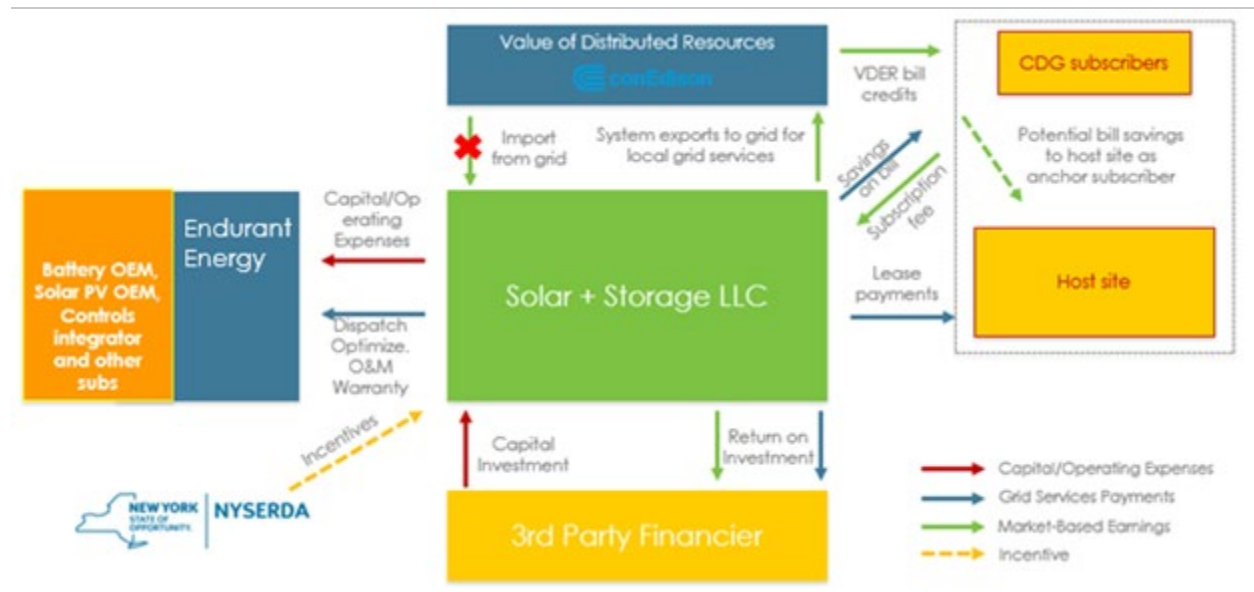 Value of Distributed Resources
conEdison
VDER bill
credits
CDG subscribers
Import
from grid
System exports to grid for
local grid services
Savings
on bill
Subscription
fee
Potential bill savings
to host site as
anchor subscriber
Battery OEM,
Solar PV OEM,
Controls
integrator
and other
subs
Endurant
Energy
Capital/Op
erating
Expenses
Dispatch
Optimize.
O&M
Warranty
Solar + Storage LLC
Lease
payments
Host site
Incentives
NEW YORK
STATE OF
OPPORTUNITY.
NYSERDA
Capital
Investment
Return on
Investment
3rd Party Financier
Capital/Operating Expenses
Grid Services Payments
Market-Based Earnings
Incentive